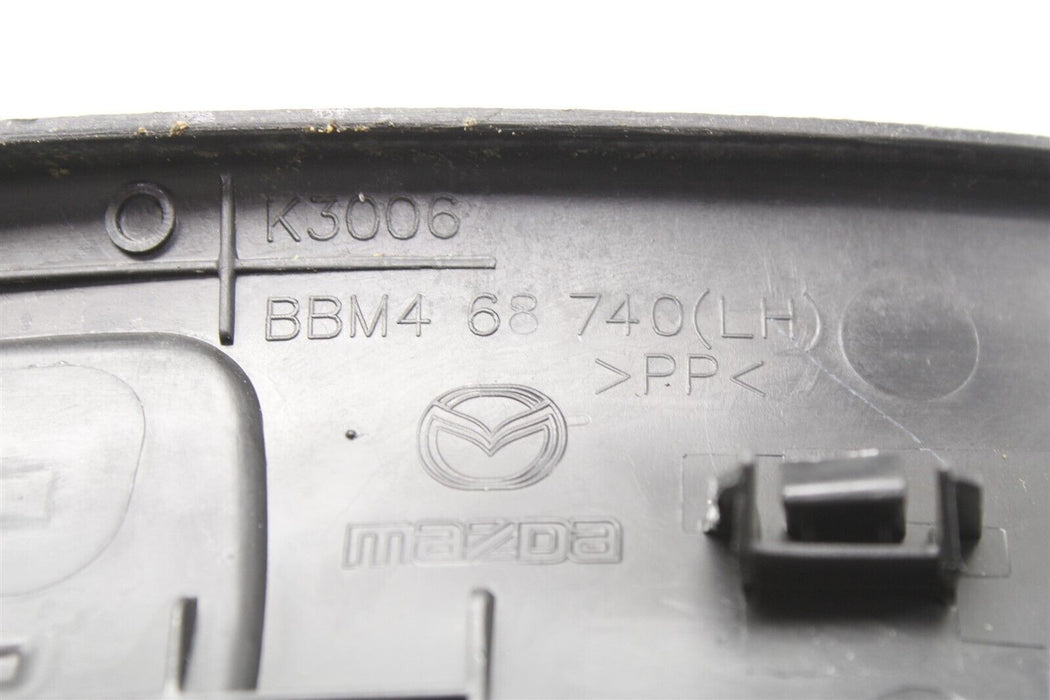 K3006
BBM4 68 740(LH)
>PP<
mazda